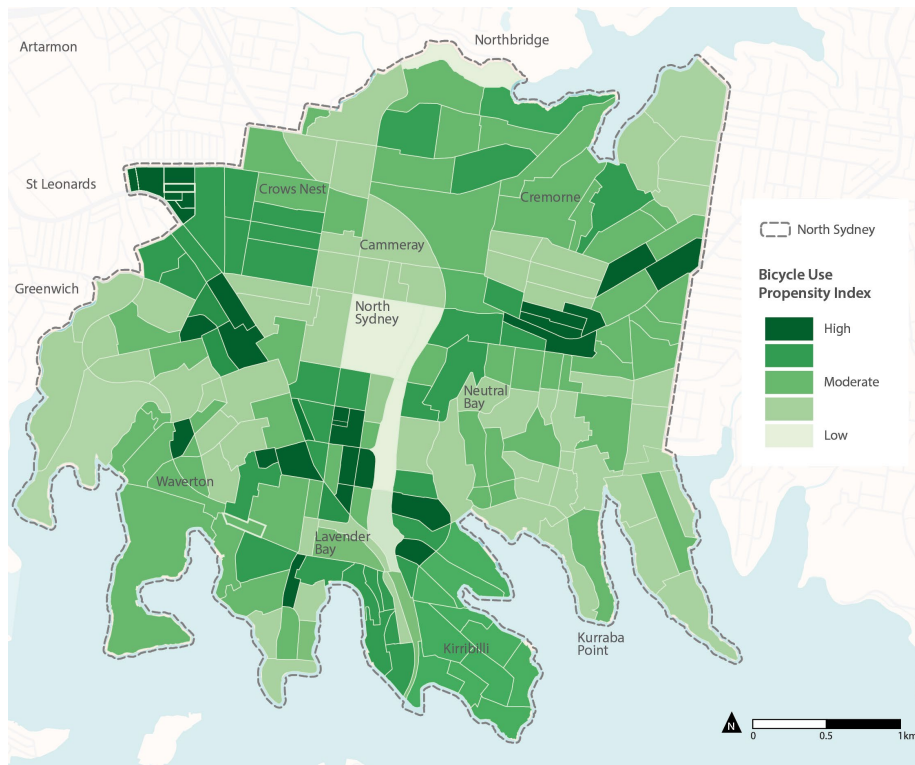 Northbridge
Artarmon
St Leonards
Crows Nest
Cremorne
North Sydney
Cammeray
Bicycle Use
Propensity Index
Greenwich
North
Sydney
High
Moderate
Neutral
Bay
Low
Waverton
Lavender
Bay
Kurraba
Point
Kirribilli
N
0
0.5
1km